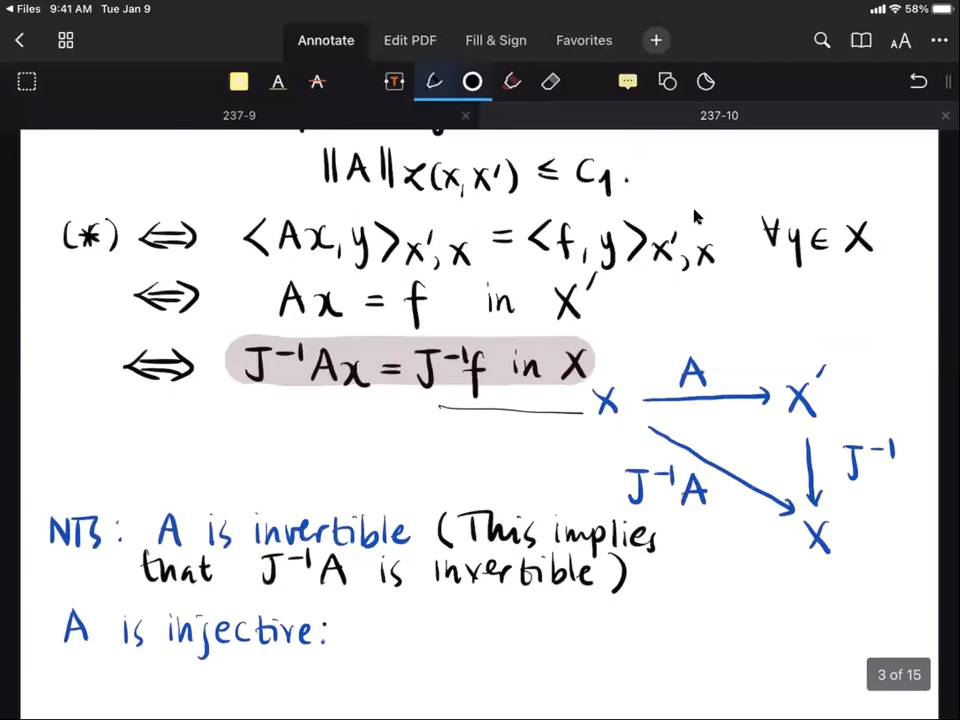 Files 9:41 AM Tue Jan 9 58%
Annotate Edit PDF Fill & Sign Favorites
237-9 237-10
‖A‖ℒ(X, X') ≤ C₁.
(*) ⟺ <Ax, y>X', X = <f, y>X', X ∀y ∈ X
⟺ Ax = f in X'
⟺ J⁻¹Ax = J⁻¹f in X
X A X'
J⁻¹A J⁻¹
X
NTS: A is invertible (This implies
that J⁻¹A is invertible)
A is injective:
3 of 15